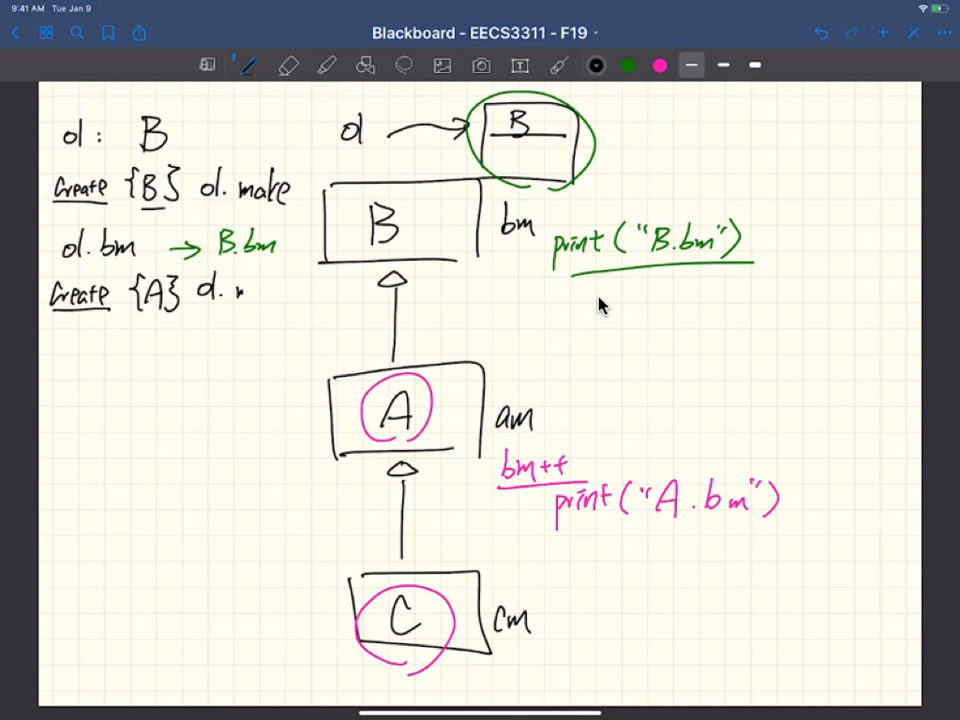 9:41 AM Tue Jan 9
Blackboard - EECS3311 - F19
o1 : B
Create {B} o1. make
o1.bm → B.bm
Create {A} o1.
o1
B
B
bm
print ("B.bm")
A
am
bm++
print ("A.bm")
C
cm